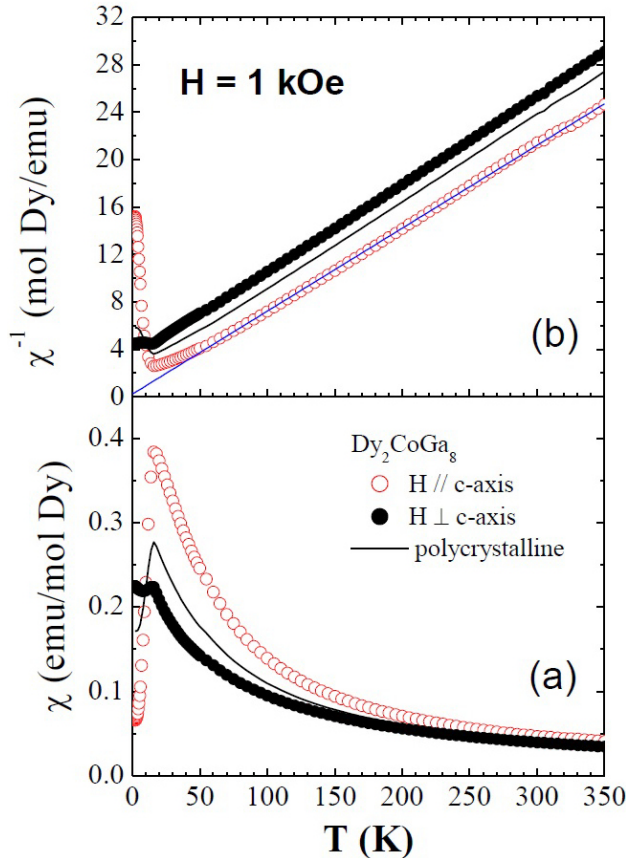 28
24
20
16
12
8
4
0
χ⁻¹ (mol Dy/emu)
H = 1 kOe
(b)
0.4
0.3
0.2
0.1
0.0
χ (emu/mol Dy)
Dy₂CoGa₈
H // c-axis
H ⊥ c-axis
polycrystalline
(a)
0 50 100 150 200 250 300 350
T (K)